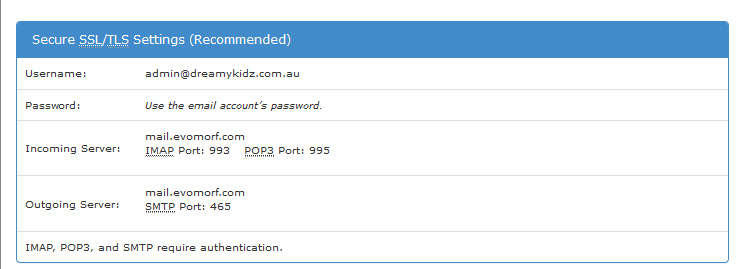 Secure SSL/TLS Settings (Recommended)
Username: admin@dreamykidz.com.au
Password: Use the email account's password.
Incoming Server: mail.evomorf.com
IMAP Port: 993 POP3 Port: 995
Outgoing Server: mail.evomorf.com
SMTP Port: 465
IMAP, POP3, and SMTP require authentication.